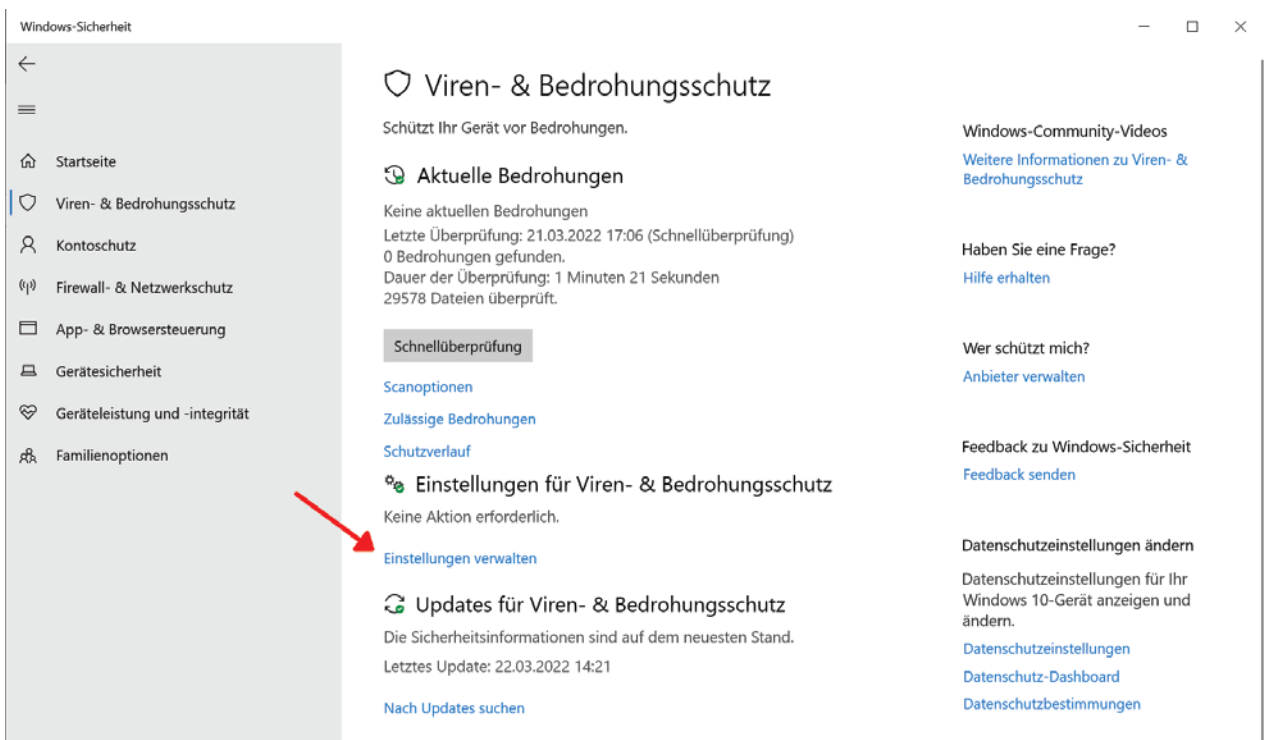 Windows-Sicherheit
Startseite
Viren- & Bedrohungsschutz
Kontoschutz
Firewall- & Netzwerkschutz
App- & Browsersteuerung
Gerätesicherheit
Geräteleistung und -integrität
Familienoptionen
Viren- & Bedrohungsschutz
Schützt Ihr Gerät vor Bedrohungen.
Aktuelle Bedrohungen
Keine aktuellen Bedrohungen
Letzte Überprüfung: 21.03.2022 17:06 (Schnellüberprüfung)
0 Bedrohungen gefunden.
Dauer der Überprüfung: 1 Minuten 21 Sekunden
29578 Dateien überprüft.
Schnellüberprüfung
Scanoptionen
Zulässige Bedrohungen
Schutzverlauf
Einstellungen für Viren- & Bedrohungsschutz
Keine Aktion erforderlich.
Einstellungen verwalten
Updates für Viren- & Bedrohungsschutz
Die Sicherheitsinformationen sind auf dem neuesten Stand.
Letztes Update: 22.03.2022 14:21
Nach Updates suchen
Windows-Community-Videos
Weitere Informationen zu Viren- &
Bedrohungsschutz
Haben Sie eine Frage?
Hilfe erhalten
Wer schützt mich?
Anbieter verwalten
Feedback zu Windows-Sicherheit
Feedback senden
Datenschutzeinstellungen ändern
Datenschutzeinstellungen für Ihr
Windows 10-Gerät anzeigen und
ändern.
Datenschutzeinstellungen
Datenschutz-Dashboard
Datenschutzbestimmungen